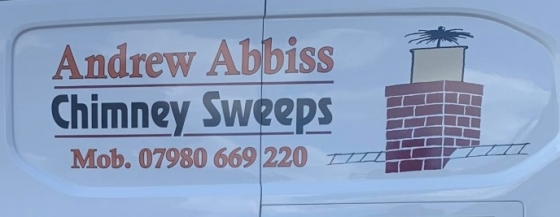 Andrew Abbiss
Chimney Sweeps
Mob. 07980 669 220